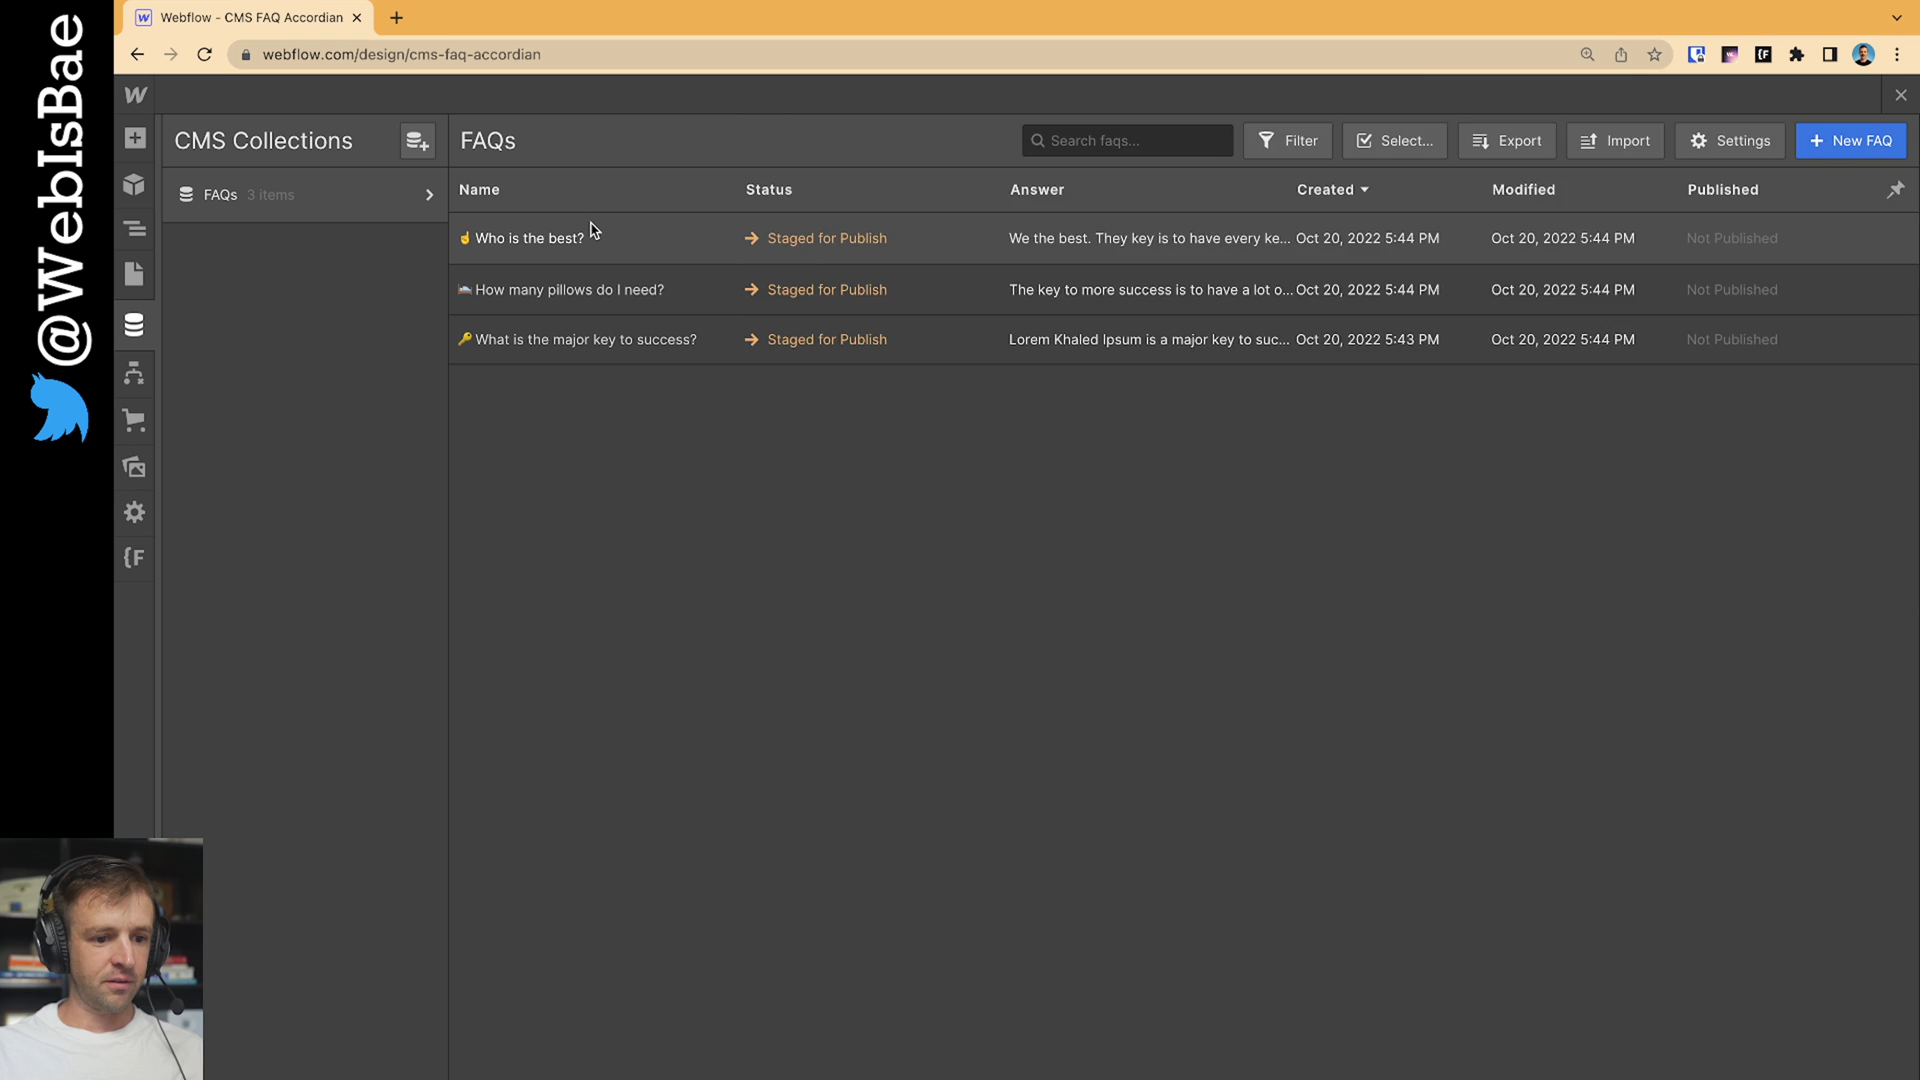 @WebIsBae
Webflow - CMS FAQ Accordian
webflow.com/design/cms-faq-accordian
CMS Collections
FAQs
Search faqs...
Filter
Select...
Export
Import
Settings
New FAQ
FAQs 3 items
Name Status Answer Created Modified Published
☝️ Who is the best? Staged for Publish We the best. They key is to have every ke... Oct 20, 2022 5:44 PM Oct 20, 2022 5:44 PM Not Published
🛌 How many pillows do I need? Staged for Publish The key to more success is to have a lot o... Oct 20, 2022 5:44 PM Oct 20, 2022 5:44 PM Not Published
🔑 What is the major key to success? Staged for Publish Lorem Khaled Ipsum is a major key to suc... Oct 20, 2022 5:43 PM Oct 20, 2022 5:44 PM Not Published
{F